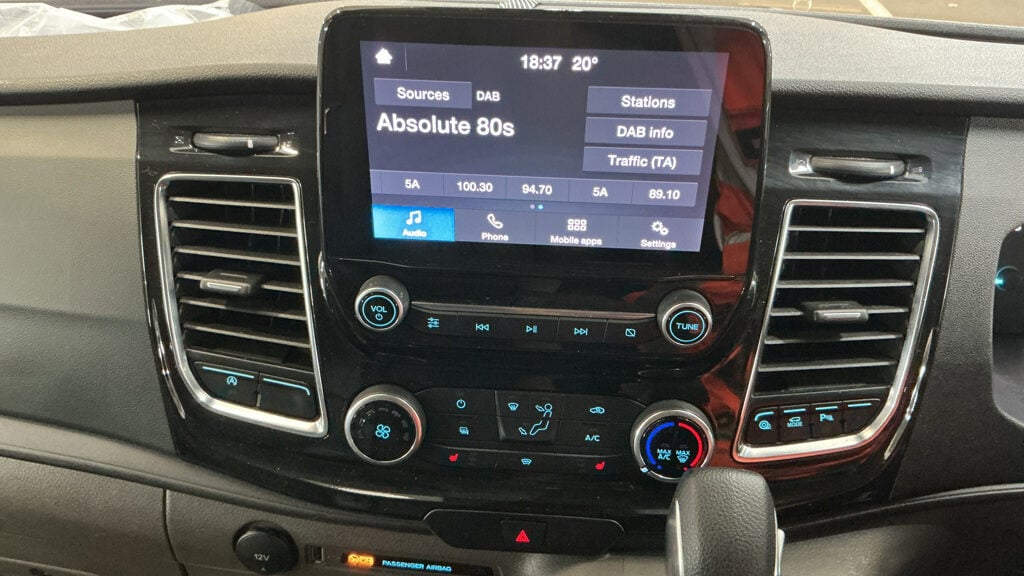 18:37 20°
Sources DAB
Stations
Absolute 80s
DAB info
Traffic (TA)
5A 100.30 94.70 5A 89.10
Audio Phone Mobile apps Settings
VOL
TUNE
A
A/C
MAX A/C
MAX
MODE
P
12V
PASSENGER AIRBAG